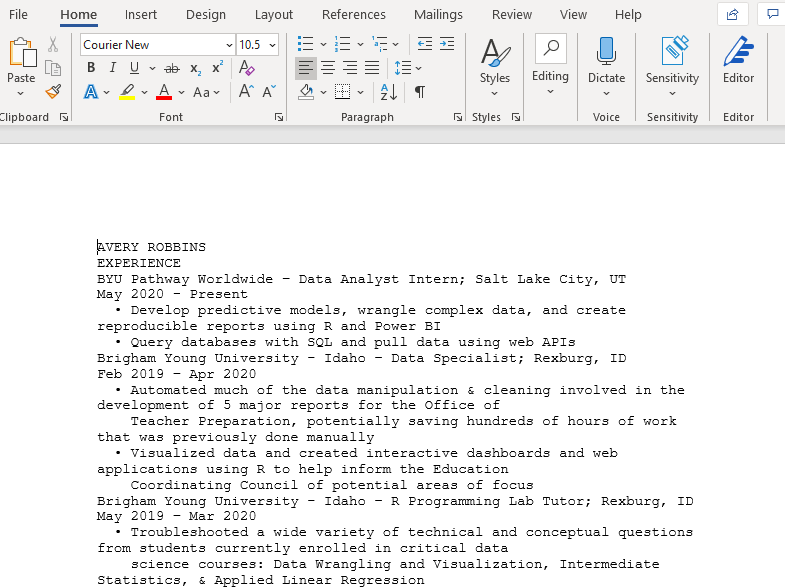 File Home Insert Design Layout References Mailings Review View Help
Courier New 10.5
Paste
B I U ab x₂ x²
A A Aa A A
Styles Editing Dictate Sensitivity Editor
Clipboard Font Paragraph Styles Voice Sensitivity Editor
AVERY ROBBINS
EXPERIENCE
BYU Pathway Worldwide – Data Analyst Intern; Salt Lake City, UT
May 2020 – Present
• Develop predictive models, wrangle complex data, and create
reproducible reports using R and Power BI
• Query databases with SQL and pull data using web APIs
Brigham Young University – Idaho – Data Specialist; Rexburg, ID
Feb 2019 – Apr 2020
• Automated much of the data manipulation & cleaning involved in the
development of 5 major reports for the Office of
Teacher Preparation, potentially saving hundreds of hours of work
that was previously done manually
• Visualized data and created interactive dashboards and web
applications using R to help inform the Education
Coordinating Council of potential areas of focus
Brigham Young University – Idaho – R Programming Lab Tutor; Rexburg, ID
May 2019 – Mar 2020
• Troubleshooted a wide variety of technical and conceptual questions
from students currently enrolled in critical data
science courses: Data Wrangling and Visualization, Intermediate
Statistics, & Applied Linear Regression